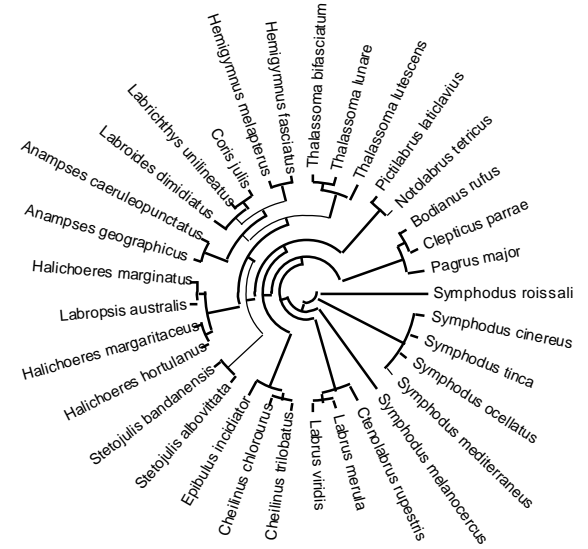 Thalassoma bifasciatum
Thalassoma lunare
Thalassoma lutescens
Pictilabrus laticlavius
Notolabrus tetricus
Bodianus rufus
Clepticus parrae
Pagrus major
Symphodus roissali
Symphodus cinereus
Symphodus tinca
Symphodus ocellatus
Symphodus mediterraneus
Symphodus melanocercus
Ctenolabrus rupestris
Labrus merula
Labrus viridis
Cheilinus trilobatus
Cheilinus chlorourus
Epibulus incidiator
Stetojulis albovittata
Stetojulis bandanensis
Halichoeres hortulanus
Halichoeres margaritaceus
Labropsis australis
Halichoeres marginatus
Anampses geographicus
Anampses caeruleopunctatus
Labroides dimidiatus
Labrichthys unilineatus
Coris julis
Hemigymnus melapterus
Hemigymnus fasciatus